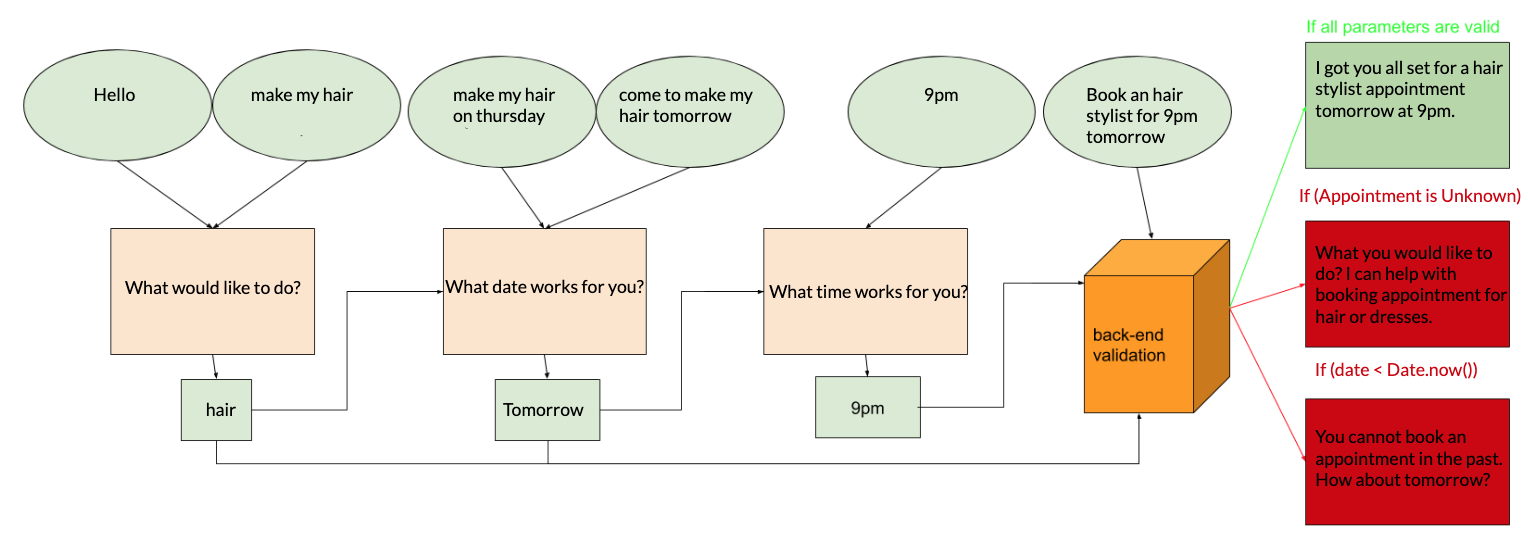 If all parameters are valid
Hello
make my hair
make my hair
on thursday
come to make my
hair tomorrow
9pm
Book an hair
stylist for 9pm
tomorrow
I got you all set for a hair
stylist appointment
tomorrow at 9pm.
If (Appointment is Unknown)
What would like to do?
What date works for you?
What time works for you?
back-end
validation
What you would like to
do? I can help with
booking appointment for
hair or dresses.
If (date < Date.now())
hair
Tomorrow
9pm
You cannot book an
appointment in the past.
How about tomorrow?